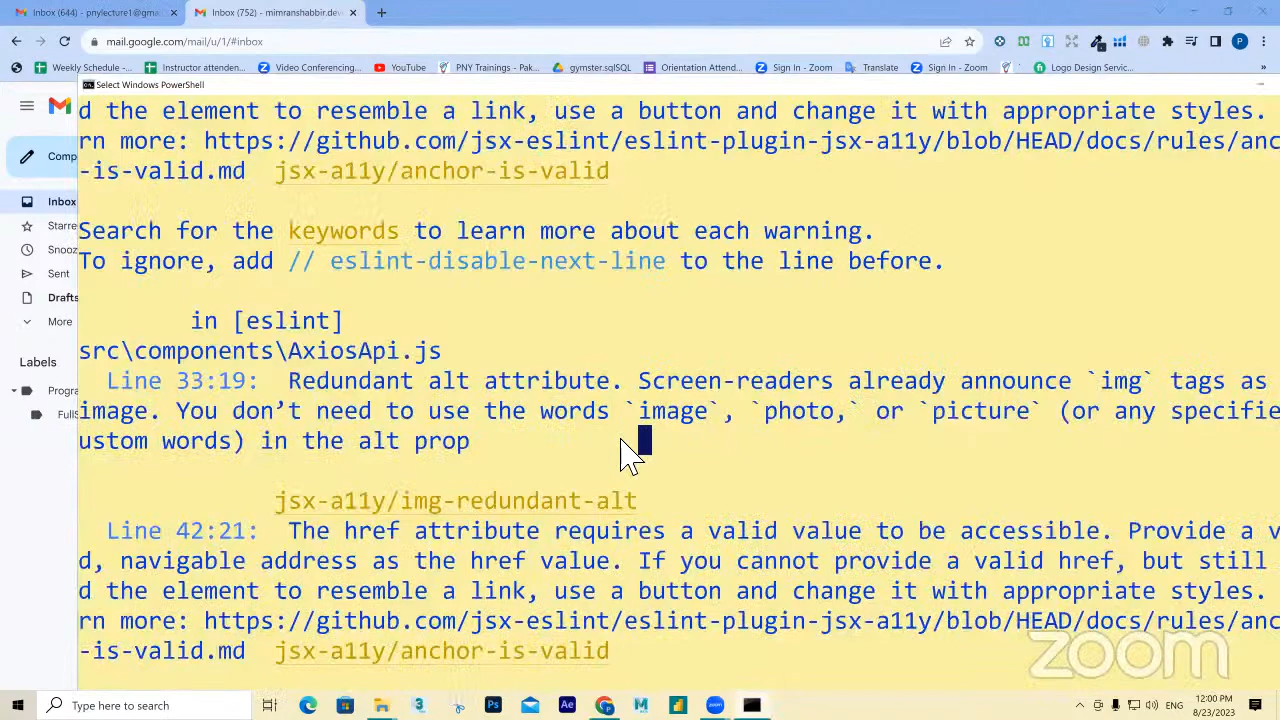 Inbox (644) - pnylecture1@gma
Inbox (752) - mimranshabbir.dev
mail.google.com/mail/u/1/#inbox
Weekly Schedule -
Instructor attenden...
Video Conferencing...
YouTube
PNY Trainings - Pak...
gymster.sqlSQL
Orientation Attend...
Sign In - Zoom
Translate
Sign In - Zoom
Logo Design Servic...
Select Windows PowerShell
d the element to resemble a link, use a button and change it with appropriate styles.
rn more: https://github.com/jsx-eslint/eslint-plugin-jsx-a11y/blob/HEAD/docs/rules/anc
-is-valid.md jsx-a11y/anchor-is-valid
Search for the keywords to learn more about each warning.
To ignore, add // eslint-disable-next-line to the line before.
in [eslint]
src\components\AxiosApi.js
Line 33:19: Redundant alt attribute. Screen-readers already announce `img` tags as
image. You don’t need to use the words `image`, `photo,` or `picture` (or any specifie
ustom words) in the alt prop
jsx-a11y/img-redundant-alt
Line 42:21: The href attribute requires a valid value to be accessible. Provide a v
d, navigable address as the href value. If you cannot provide a valid href, but still
d the element to resemble a link, use a button and change it with appropriate styles.
rn more: https://github.com/jsx-eslint/eslint-plugin-jsx-a11y/blob/HEAD/docs/rules/anc
-is-valid.md jsx-a11y/anchor-is-valid
Comp
Inbox
Starre
Snooz
Sent
Drafts
More
Labels
Progra
FullS
zoom
Type here to search
ENG
12:00 PM
8/23/2023